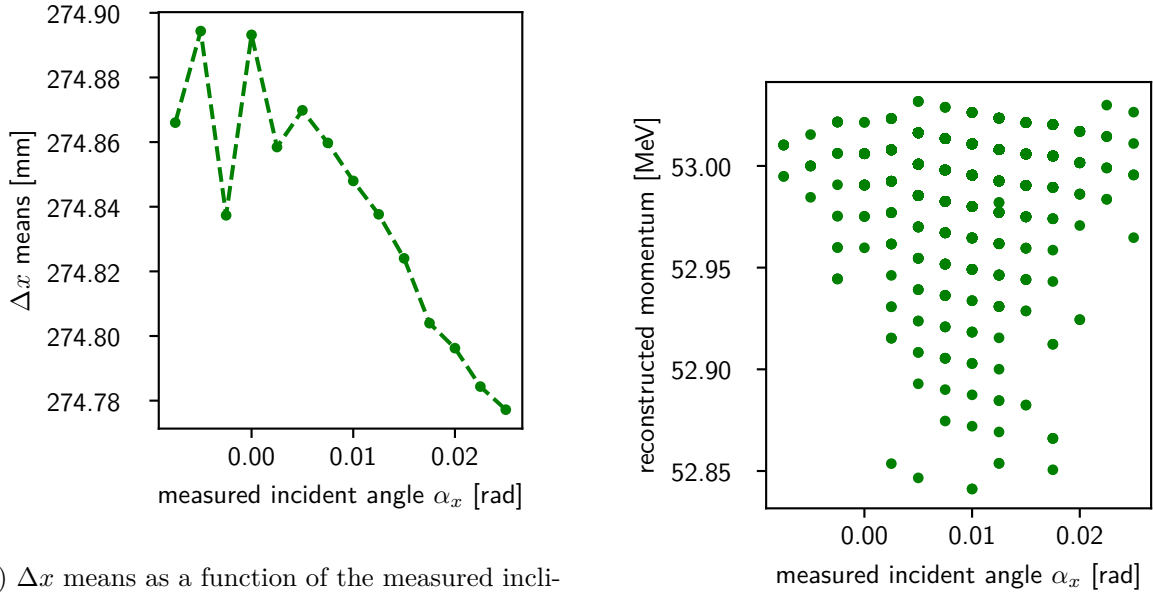 274.90
274.88
274.86
274.84
274.82
274.80
274.78
Δx means [mm]
0.00 0.01 0.02
measured incident angle αx [rad]
) Δx means as a function of the measured incli-
53.00
52.95
52.90
52.85
reconstructed momentum [MeV]
0.00 0.01 0.02
measured incident angle αx [rad]